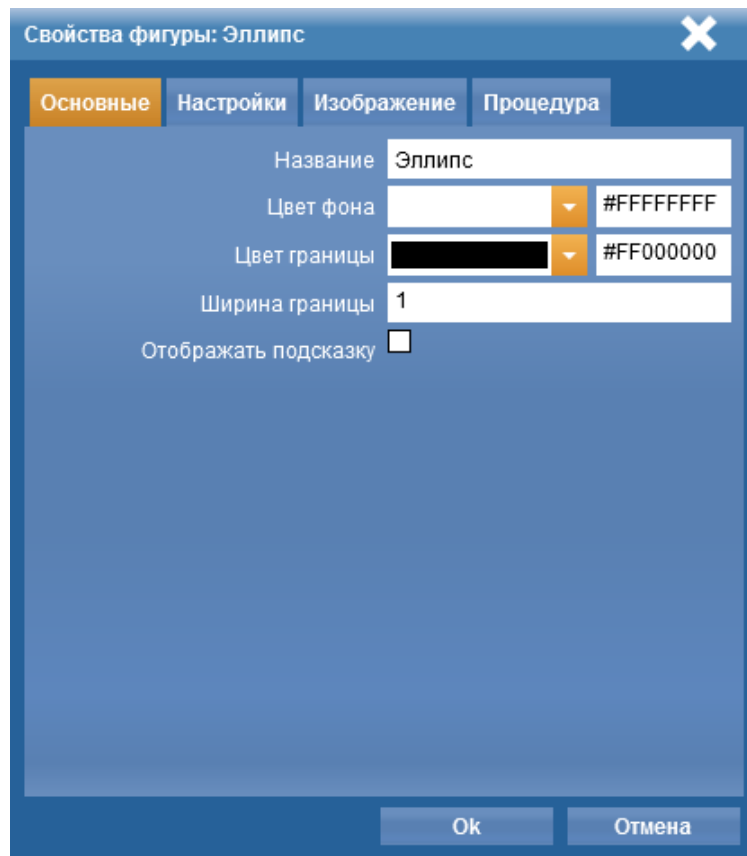 Свойства фигуры: Эллипс
Основные Настройки Изображение Процедура
Название Эллипс
Цвет фона #FFFFFFFF
Цвет границы #FF000000
Ширина границы 1
Отображать подсказку
Ok Отмена